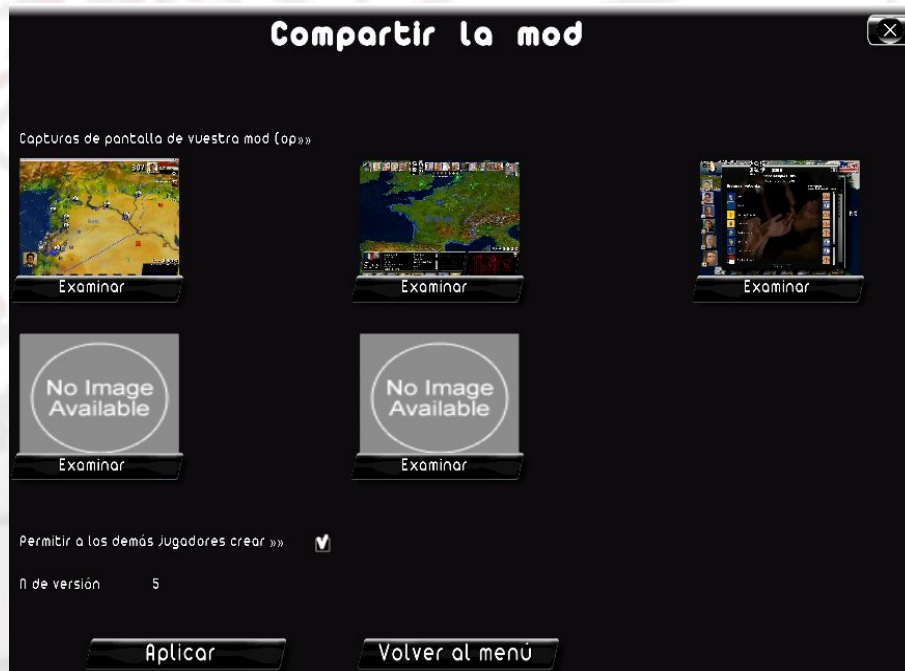 Compartir la mod
Capturas de pantalla de vuestra mod (op»»
Examinar
Examinar
Examinar
No Image
Available
No Image
Available
Examinar
Examinar
Permitir a los demás jugadores crear »»
N de versión 5
Aplicar
Volver al menú